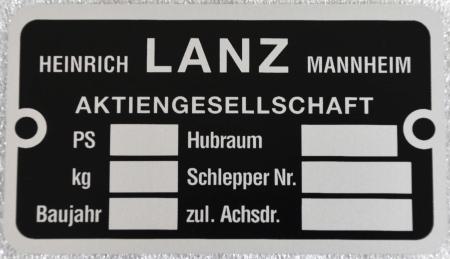 HEINRICH LANZ MANNHEIM
AKTIENGESELLSCHAFT
PS Hubraum
kg Schlepper Nr.
Baujahr zul. Achsdr.